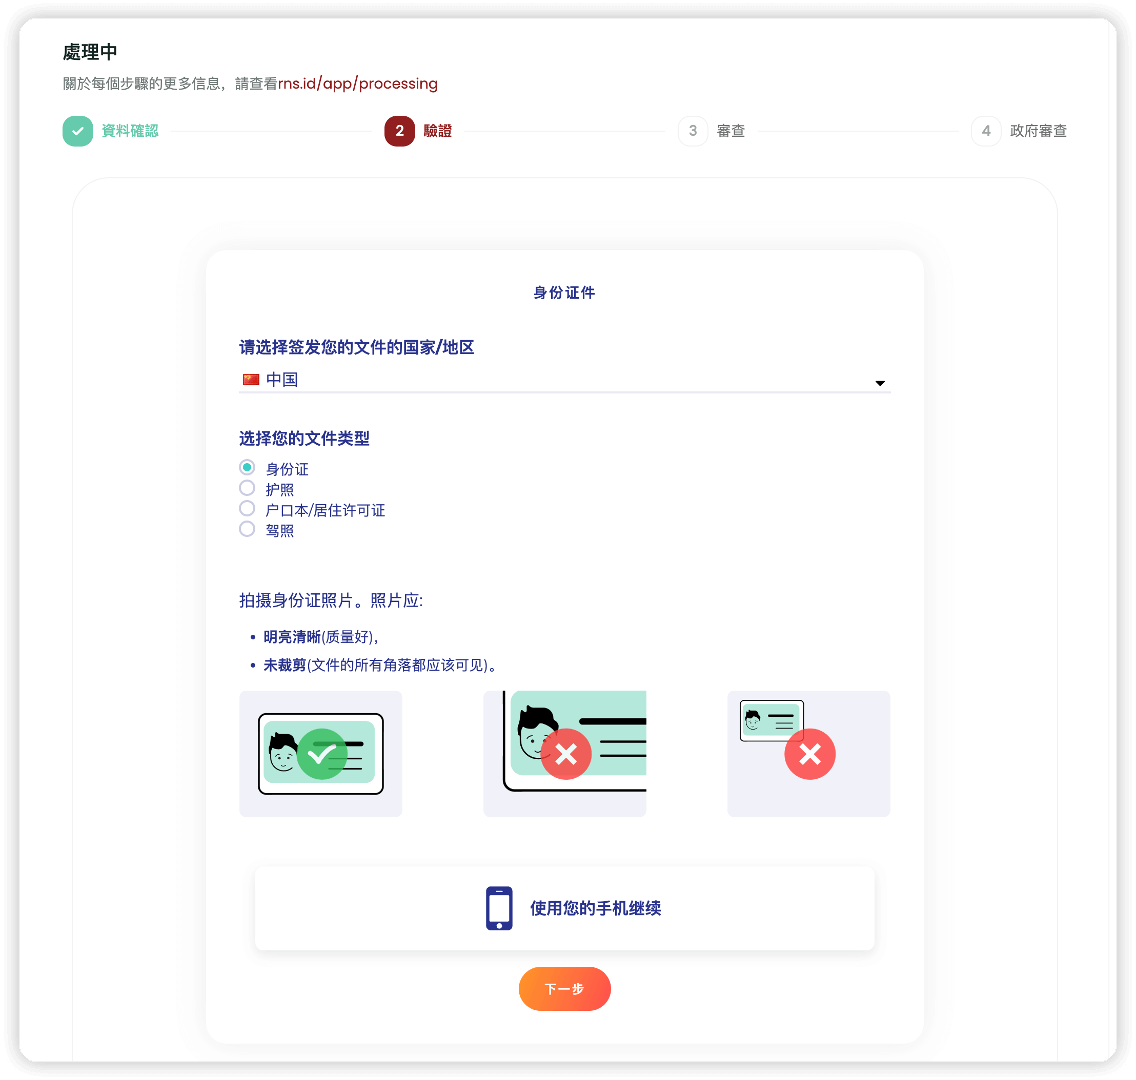 處理中
關於每個步驟的更多信息，請查看rns.id/app/processing
資料確認 2 驗證 3 審查 4 政府審查
身份证件
请选择签发您的文件的国家/地区
中国
选择您的文件类型
身份证
护照
户口本/居住许可证
驾照
拍摄身份证照片。照片应:
• 明亮清晰(质量好),
• 未裁剪(文件的所有角落都应该可见)。
使用您的手机继续
下一步